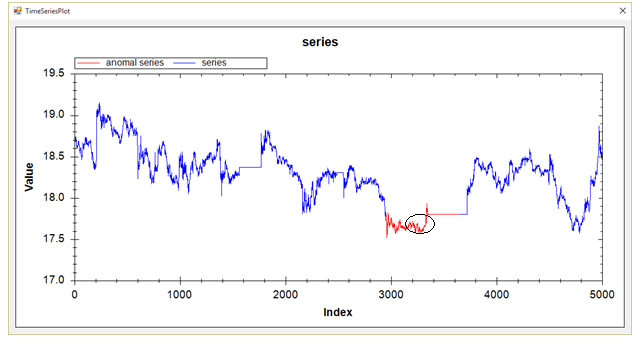 TimeSeriesPlot
series
anomal series series
19.5
19.0
18.5
18.0
17.5
17.0
Value
0 1000 2000 3000 4000 5000
Index